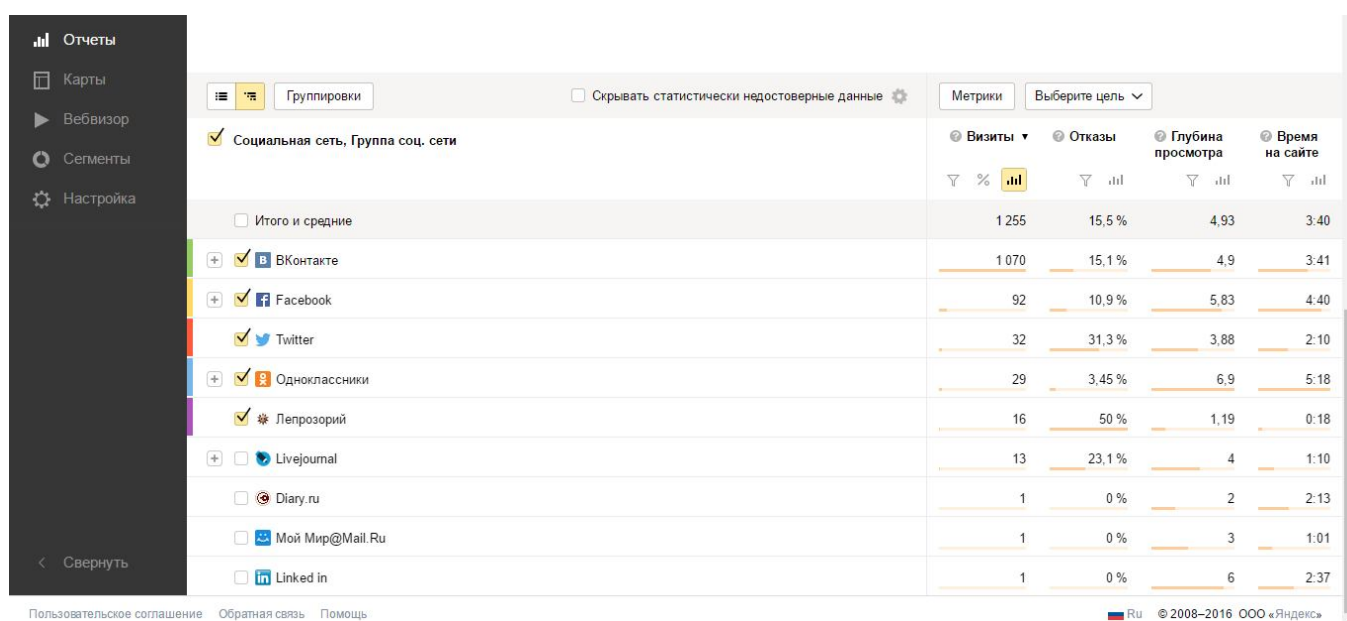 Отчеты
Карты
Вебвизор
Сегменты
Настройка
Свернуть
Группировки
Скрывать статистически недостоверные данные
Метрики
Выберите цель
Социальная сеть, Группа соц. сети
Визиты ▼ Отказы Глубина просмотра Время на сайте
%
Итого и средние 1 255 15,5 % 4,93 3:40
ВКонтакте 1 070 15,1 % 4,9 3:41
Facebook 92 10,9 % 5,83 4:40
Twitter 32 31,3 % 3,88 2:10
Одноклассники 29 3,45 % 6,9 5:18
Лепрозорий 16 50 % 1,19 0:18
Livejournal 13 23,1 % 4 1:10
Diary.ru 1 0 % 2 2:13
Мой Мир@Mail.Ru 1 0 % 3 1:01
Linked in 1 0 % 6 2:37
Пользовательское соглашение Обратная связь Помощь Ru © 2008–2016 ООО «Яндекс»